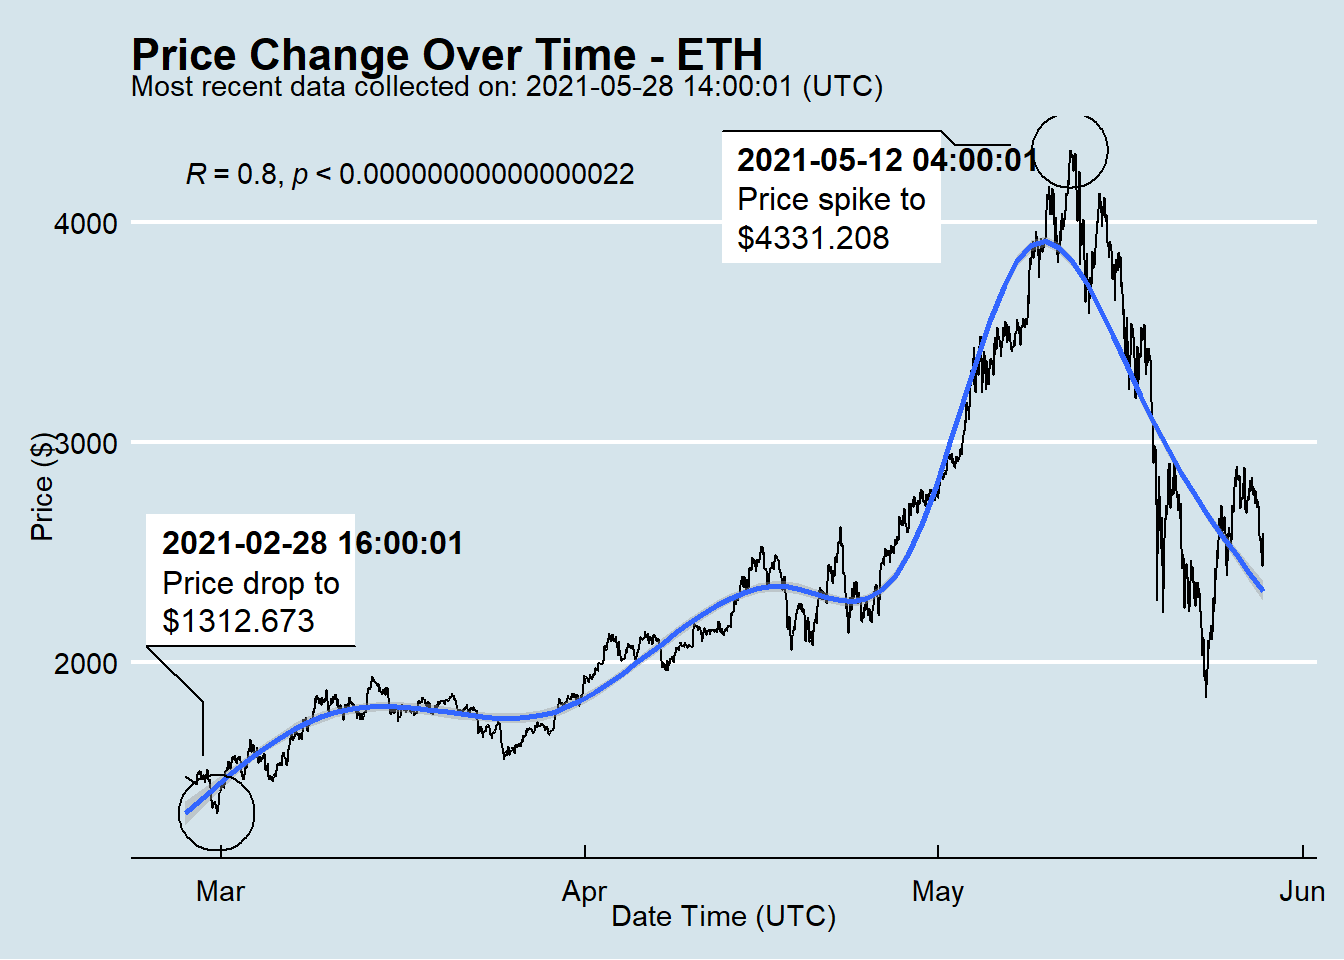 Price Change Over Time - ETH
Most recent data collected on: 2021-05-28 14:00:01 (UTC)
R = 0.8, p < 0.00000000000000022
2021-05-12 04:00:01
Price spike to
$4331.208
4000
3000
2000
Price ($)
2021-02-28 16:00:01
Price drop to
$1312.673
Mar
Apr
May
Jun
Date Time (UTC)